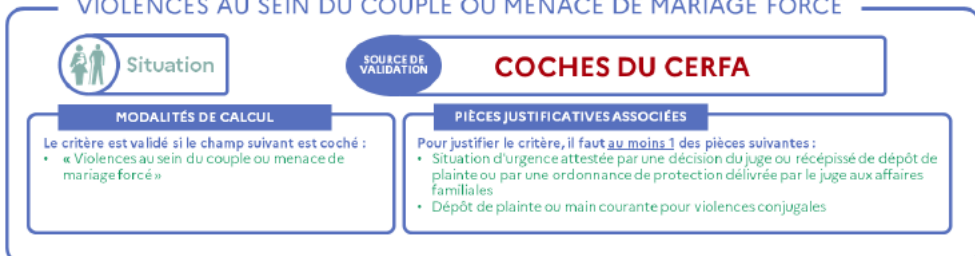 VIOLENCES AU SEIN DU COUPLE OU MENACE DE MARIAGE FORCÉ
Situation
SOURCE DE
VALIDATION
COCHES DU CERFA
MODALITÉS DE CALCUL
Le critère est validé si le champ suivant est coché :
• « Violences au sein du couple ou menace de
mariage forcé »
PIÈCES JUSTIFICATIVES ASSOCIÉES
Pour justifier le critère, il faut au moins 1 des pièces suivantes :
• Situation d'urgence attestée par une décision du juge ou récépissé de dépôt de
plainte ou par une ordonnance de protection délivrée par le juge aux affaires
familiales
• Dépôt de plainte ou main courante pour violences conjugales